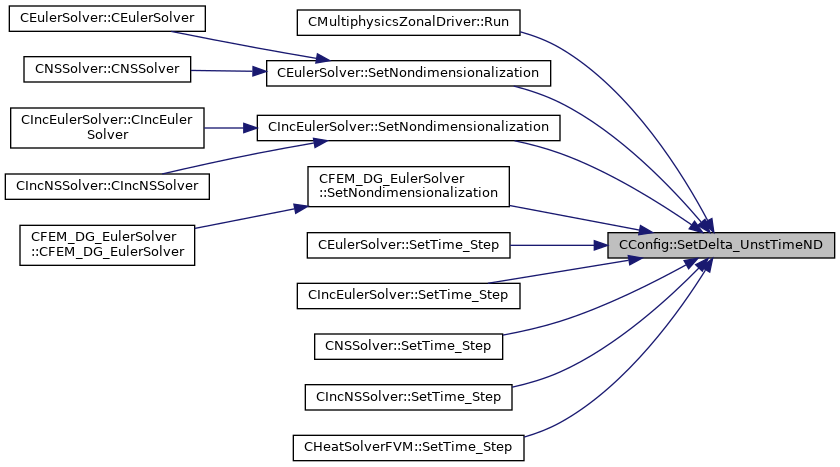 CEulerSolver::CEulerSolver
CMultiphysicsZonalDriver::Run
CNSSolver::CNSSolver
CEulerSolver::SetNondimensionalization
CIncEulerSolver::CIncEuler
Solver
CIncEulerSolver::SetNondimensionalization
CIncNSSolver::CIncNSSolver
CFEM_DG_EulerSolver
::SetNondimensionalization
CFEM_DG_EulerSolver
::CFEM_DG_EulerSolver
CEulerSolver::SetTime_Step
CConfig::SetDelta_UnstTimeND
CIncEulerSolver::SetTime_Step
CNSSolver::SetTime_Step
CIncNSSolver::SetTime_Step
CHeatSolverFVM::SetTime_Step